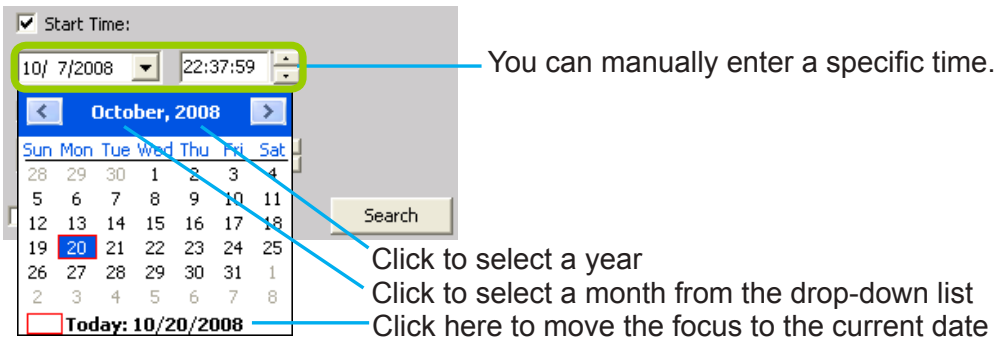 Start Time:
10/ 7/2008 22:37:59
You can manually enter a specific time.
October, 2008
Sun Mon Tue Wed Thu Fri Sat
28 29 30 1 2 3 4
5 6 7 8 9 10 11
12 13 14 15 16 17 18
Search
19 20 21 22 23 24 25
Click to select a year
26 27 28 29 30 31 1
Click to select a month from the drop-down list
2 3 4 5 6 7 8
Today: 10/20/2008
Click here to move the focus to the current date